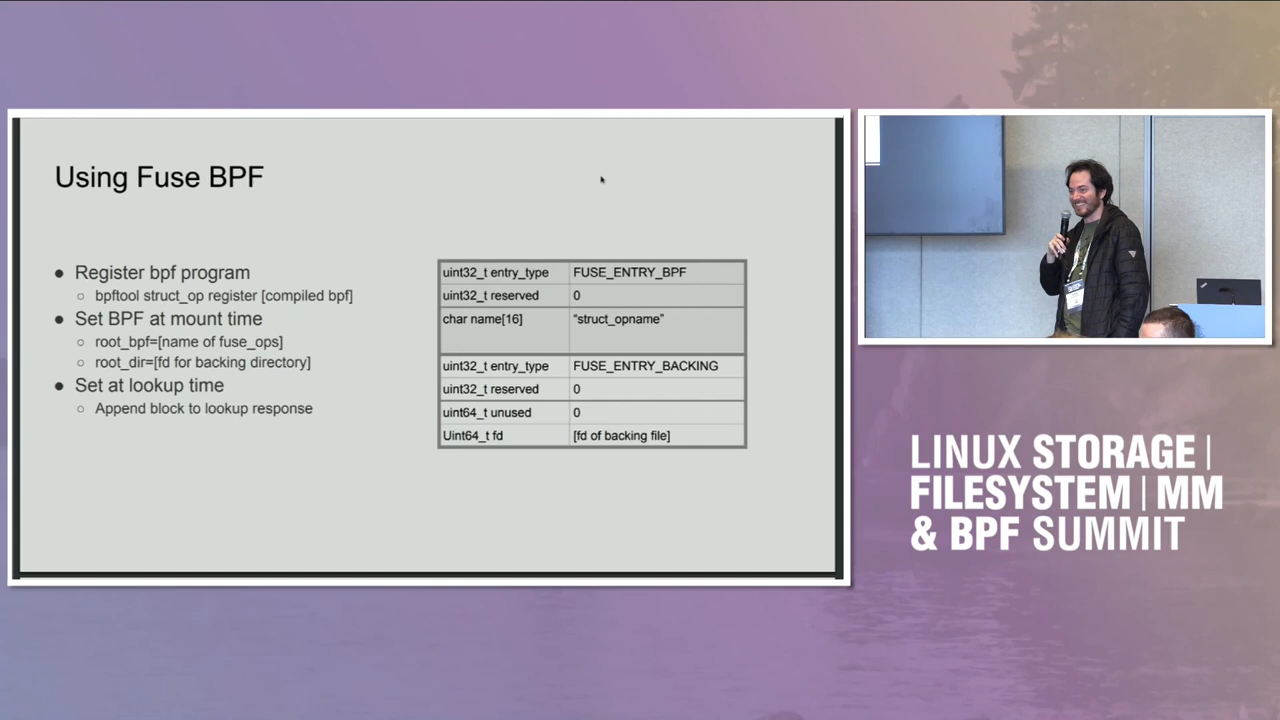 Using Fuse BPF
● Register bpf program
○ bpftool struct_op register [compiled bpf]
● Set BPF at mount time
○ root_bpf=[name of fuse_ops]
○ root_dir=[fd for backing directory]
● Set at lookup time
○ Append block to lookup response
uint32_t entry_type FUSE_ENTRY_BPF
uint32_t reserved 0
char name[16] “struct_opname”
uint32_t entry_type FUSE_ENTRY_BACKING
uint32_t reserved 0
uint64_t unused 0
Uint64_t fd [fd of backing file]
LINUX STORAGE |
FILESYSTEM | MM
& BPF SUMMIT